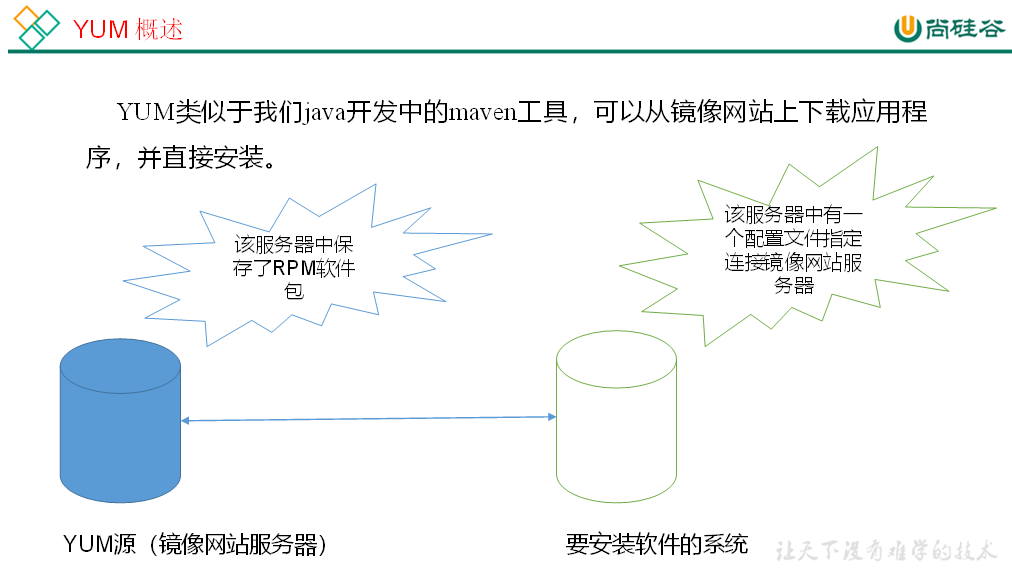 YUM 概述
尚硅谷
YUM类似于我们java开发中的maven工具，可以从镜像网站上下载应用程
序，并直接安装。
该服务器中保
存了RPM软件
包
该服务器中有一
个配置文件指定
连接镜像网站服
务器
YUM源（镜像网站服务器）
要安装软件的系统
让天下没有难学的技术